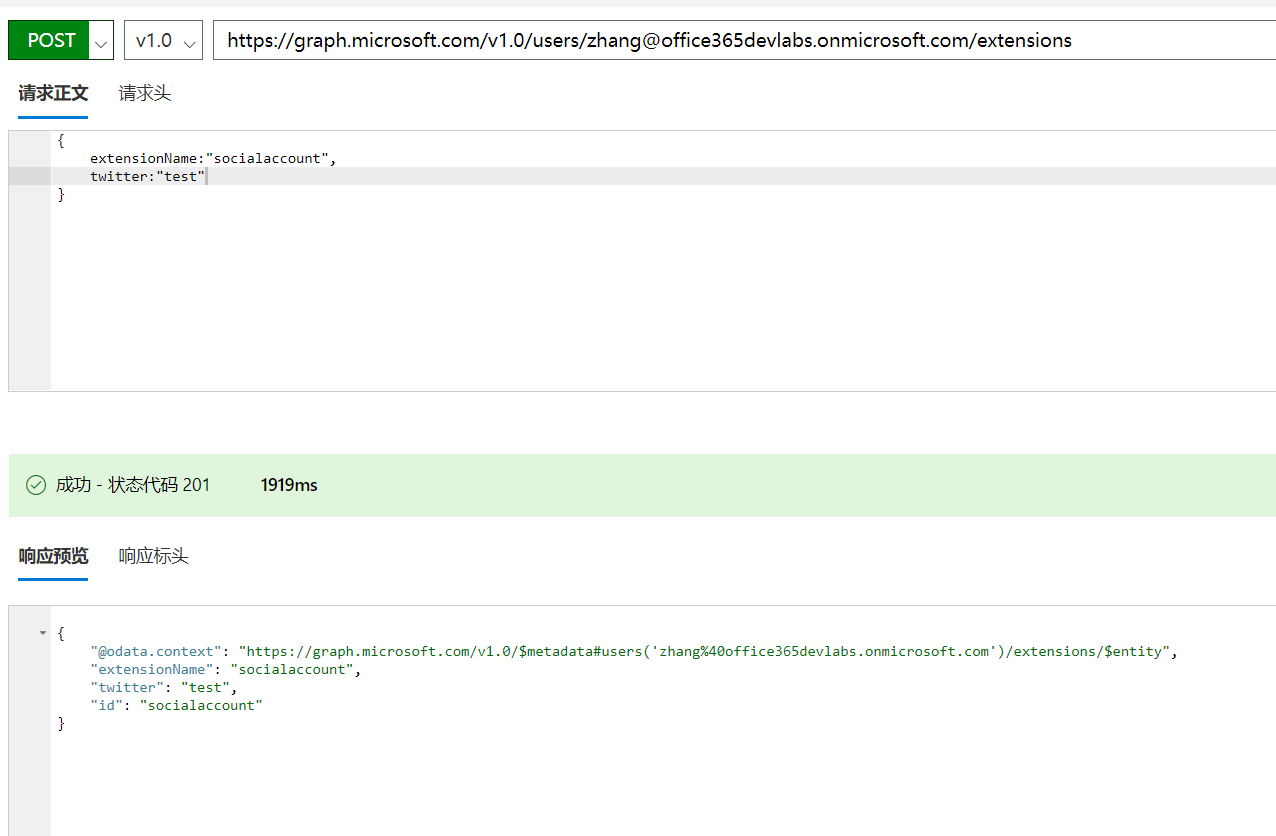 POST v1.0 https://graph.microsoft.com/v1.0/users/zhang@office365devlabs.onmicrosoft.com/extensions
请求正文 请求头
{
extensionName:"socialaccount",
twitter:"test"
}
成功 - 状态代码 201 1919ms
响应预览 响应标头
{
"@odata.context": "https://graph.microsoft.com/v1.0/$metadata#users('zhang%40office365devlabs.onmicrosoft.com')/extensions/$entity",
"extensionName": "socialaccount",
"twitter": "test",
"id": "socialaccount"
}